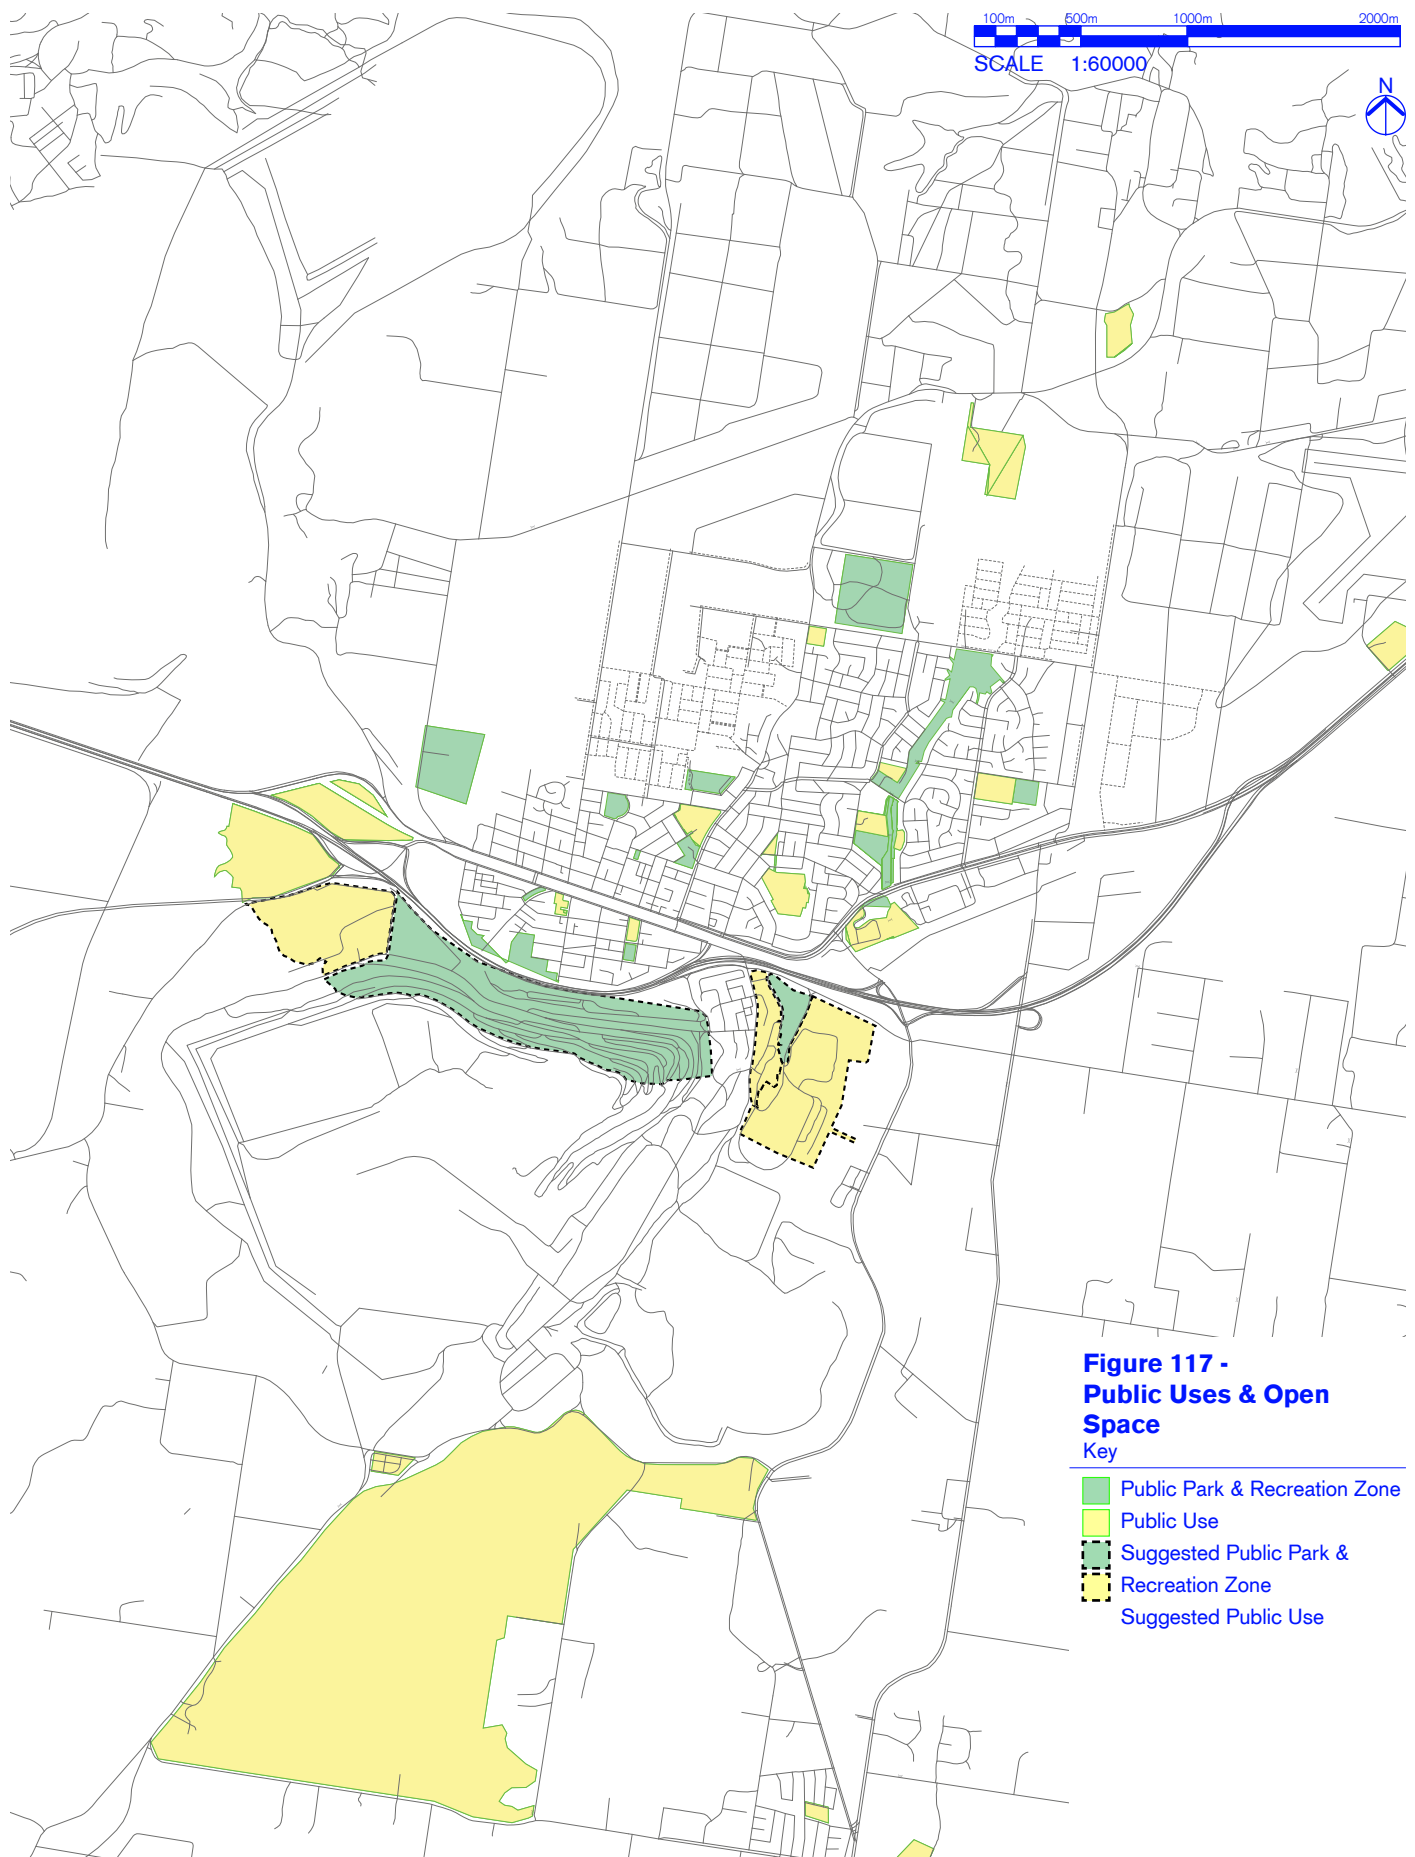 100m 500m 1000m 2000m
SCALE 1:60000
N
Figure 117 -
Public Uses & Open
Space
Key
Public Park & Recreation Zone
Public Use
Suggested Public Park &
Recreation Zone
Suggested Public Use